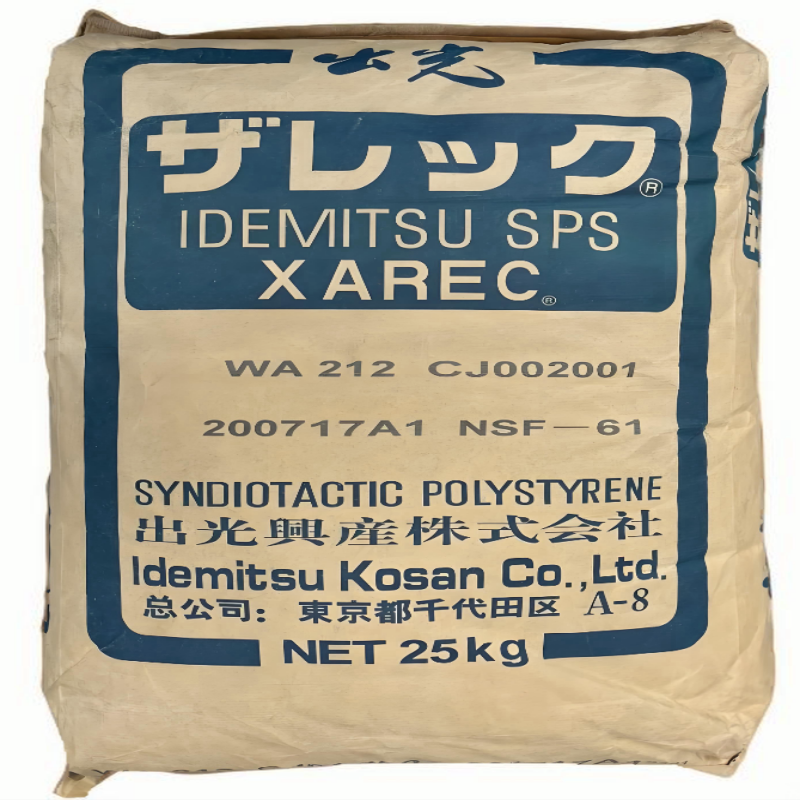 出光
ザレック®
IDEMITSU SPS
XAREC®
WA 212 CJ002001
200717A1 NSF-61
SYNDIOTACTIC POLYSTYRENE
出光興産株式会社
Idemitsu Kosan Co.,Ltd.
总公司：東京都千代田区 A-8
NET 25kg